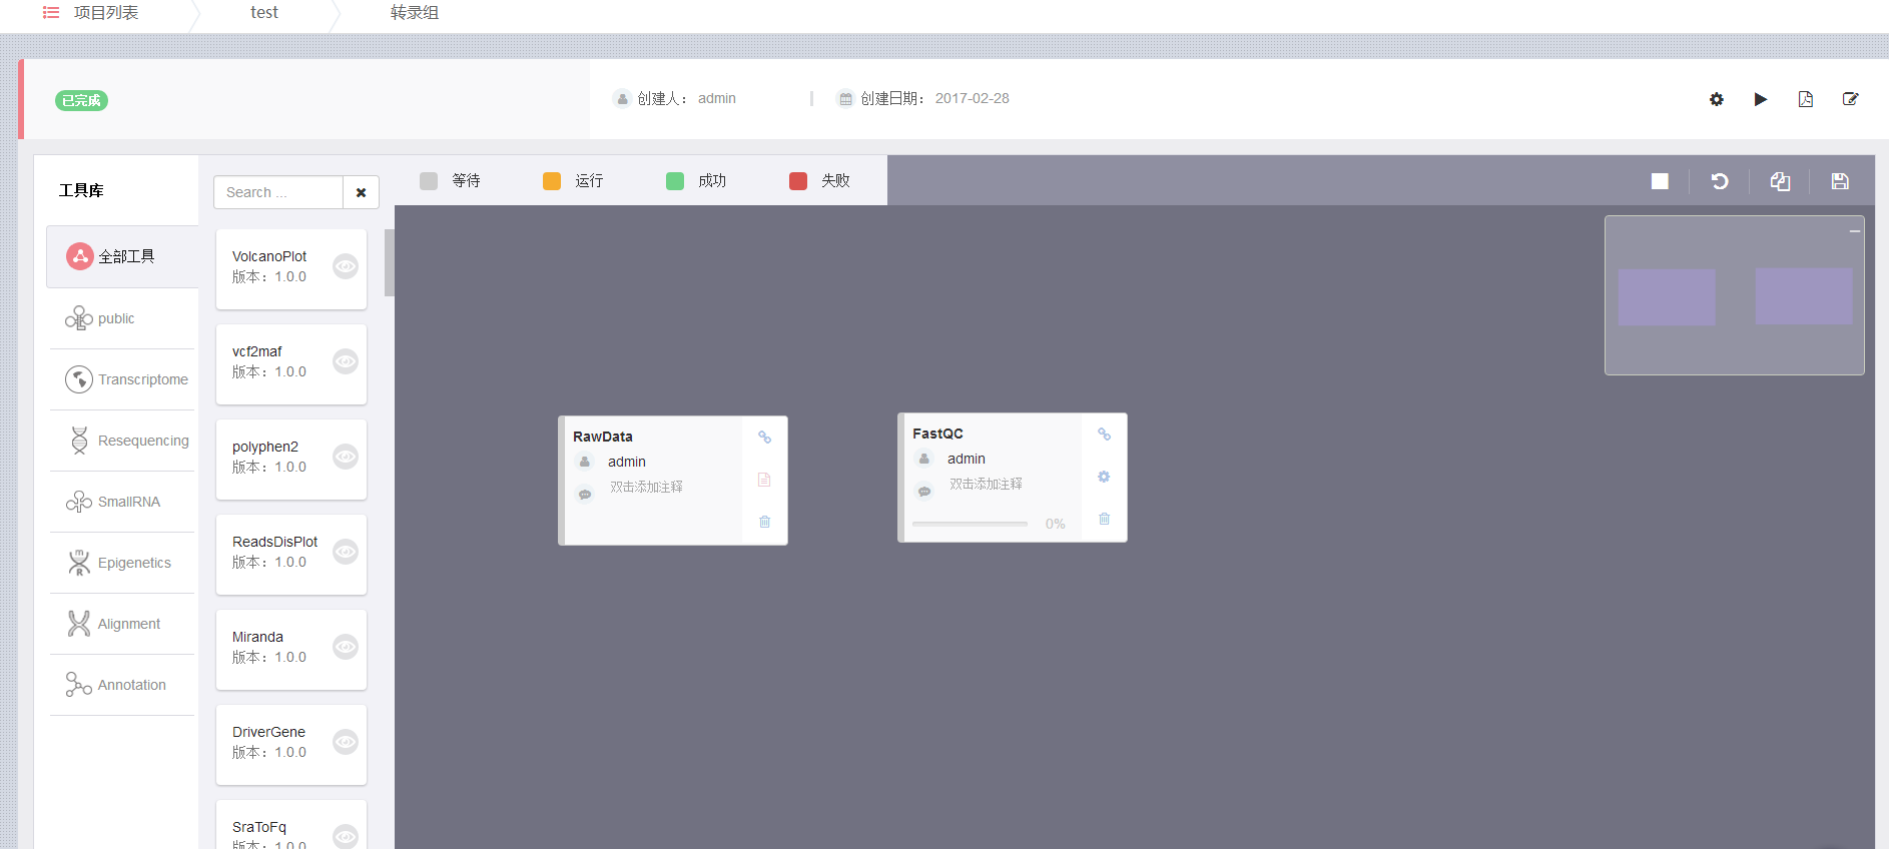 项目列表
test
转录组
已完成
创建人： admin
创建日期： 2017-02-28
工具库
全部工具
public
Transcriptome
Resequencing
SmallRNA
Epigenetics
Alignment
Annotation
Search ...
VolcanoPlot
版本：1.0.0
vcf2maf
版本：1.0.0
polyphen2
版本：1.0.0
ReadsDisPlot
版本：1.0.0
Miranda
版本：1.0.0
DriverGene
版本：1.0.0
SraToFq
版本：1.0.0
等待
运行
成功
失败
RawData
admin
双击添加注释
FastQC
admin
双击添加注释
0%